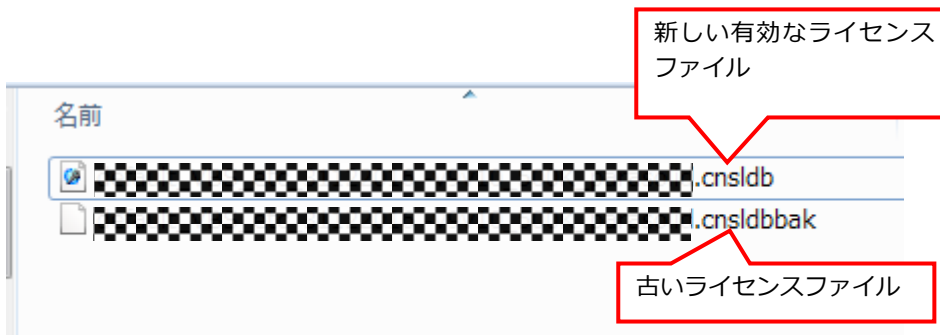 新しい有効なライセンス
ファイル
名前
.cnsldb
.cnsldbbak
古いライセンスファイル